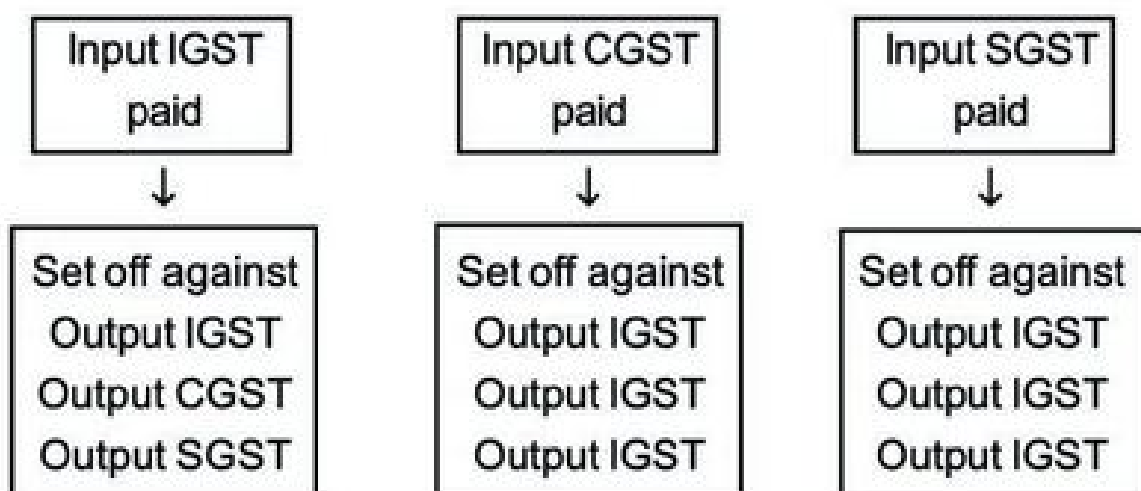 Input IGST
paid
↓
Set off against
Output IGST
Output CGST
Output SGST
Input CGST
paid
↓
Set off against
Output IGST
Output IGST
Output IGST
Input SGST
paid
↓
Set off against
Output IGST
Output IGST
Output IGST